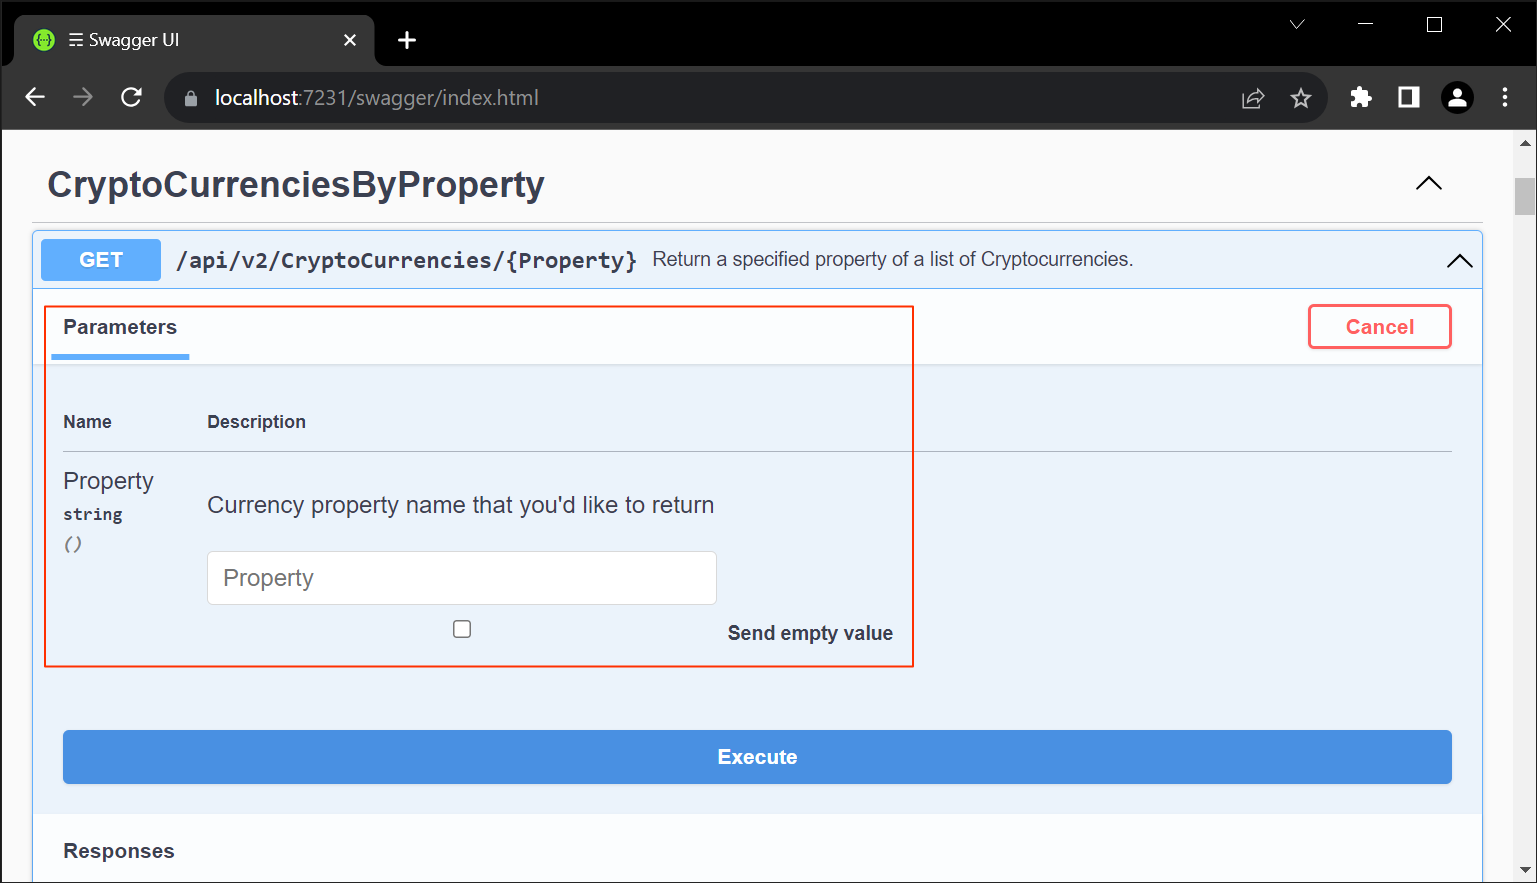 ☰ Swagger UI
localhost:7231/swagger/index.html
CryptoCurrenciesByProperty
GET /api/v2/CryptoCurrencies/{Property} Return a specified property of a list of Cryptocurrencies.
Parameters
Cancel
Name Description
Property
string
()
Currency property name that you'd like to return
Property
Send empty value
Execute
Responses